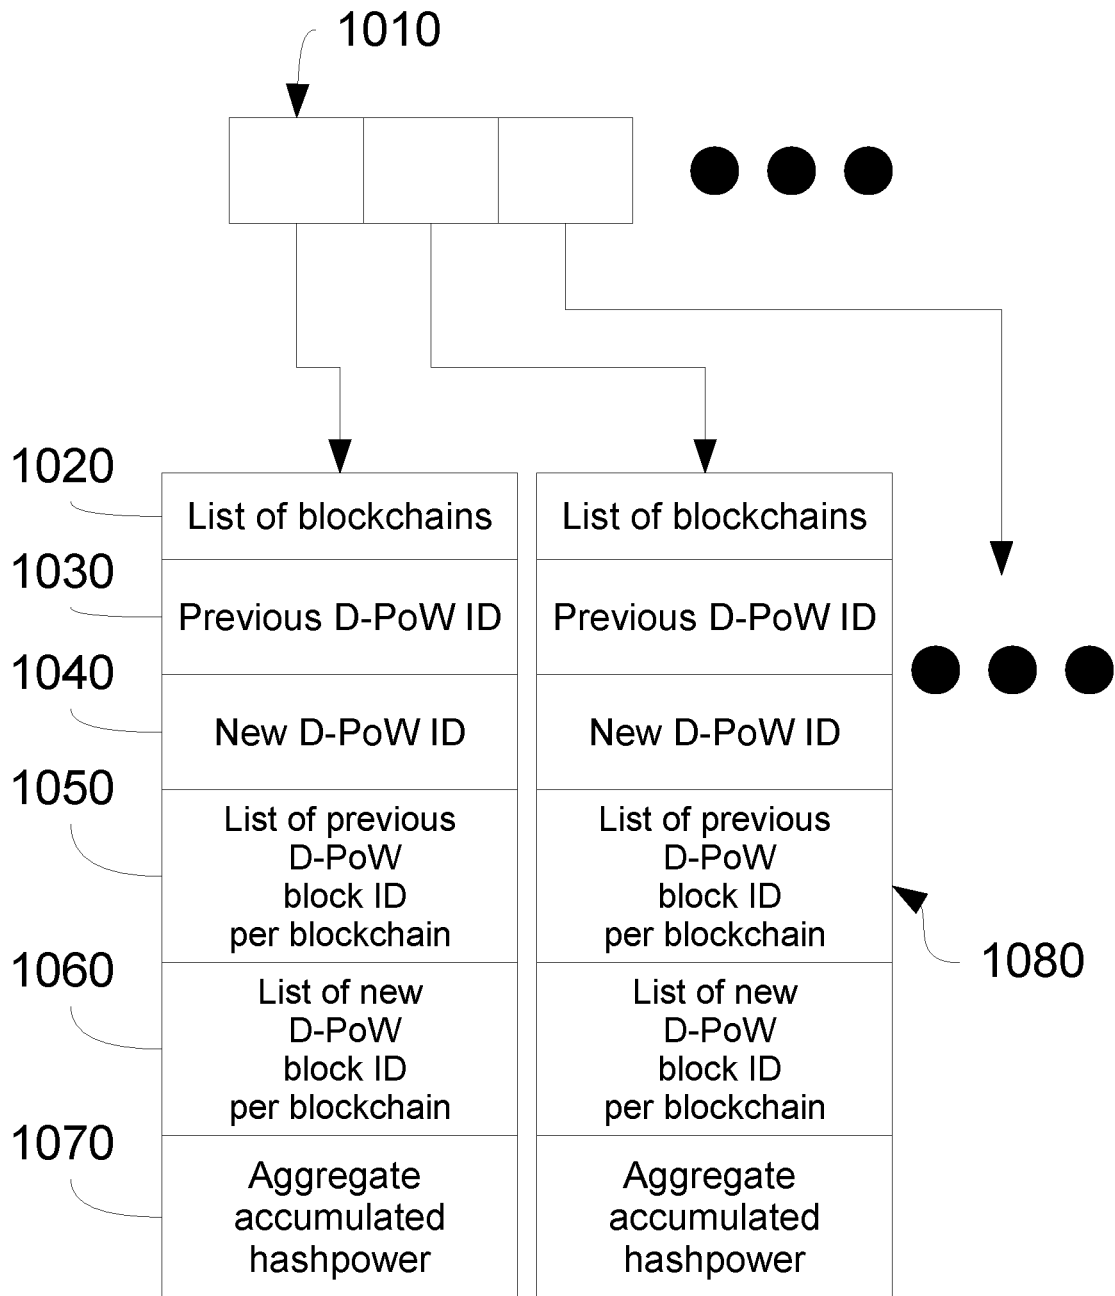 1010
1020
List of blockchains
List of blockchains
1030
Previous D-PoW ID
Previous D-PoW ID
1040
New D-PoW ID
New D-PoW ID
1050
List of previous
D-PoW
block ID
per blockchain
List of previous
D-PoW
block ID
per blockchain
1080
1060
List of new
D-PoW
block ID
per blockchain
List of new
D-PoW
block ID
per blockchain
1070
Aggregate
accumulated
hashpower
Aggregate
accumulated
hashpower